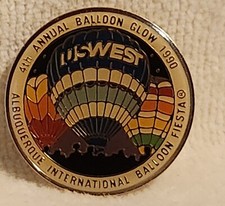 4th ANNUAL BALLOON GLOW 1990
USWEST
ALBUQUERQUE INTERNATIONAL BALLOON FIESTA®